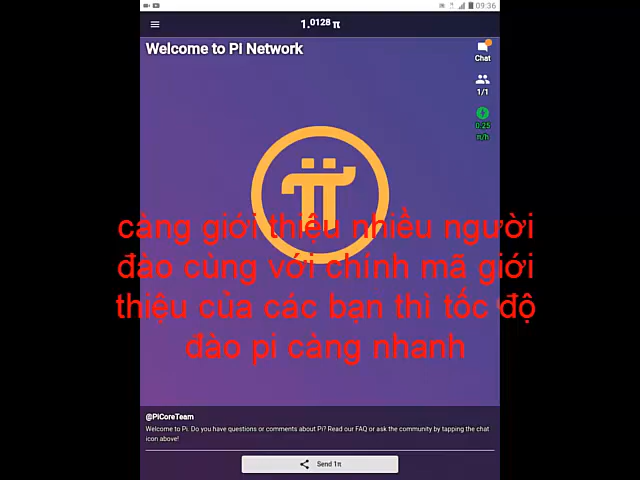 09:36
1.0128 π
Welcome to Pi Network
Chat
1/1
0.25
π/h
càng giới thiệu nhiều người
đào cùng với chính mã giới
thiệu của các bạn thì tốc độ
đào pi càng nhanh
@PiCoreTeam
Welcome to Pi. Do you have questions or comments about Pi? Read our FAQ or ask the community by tapping the chat
icon above!
Send 1π